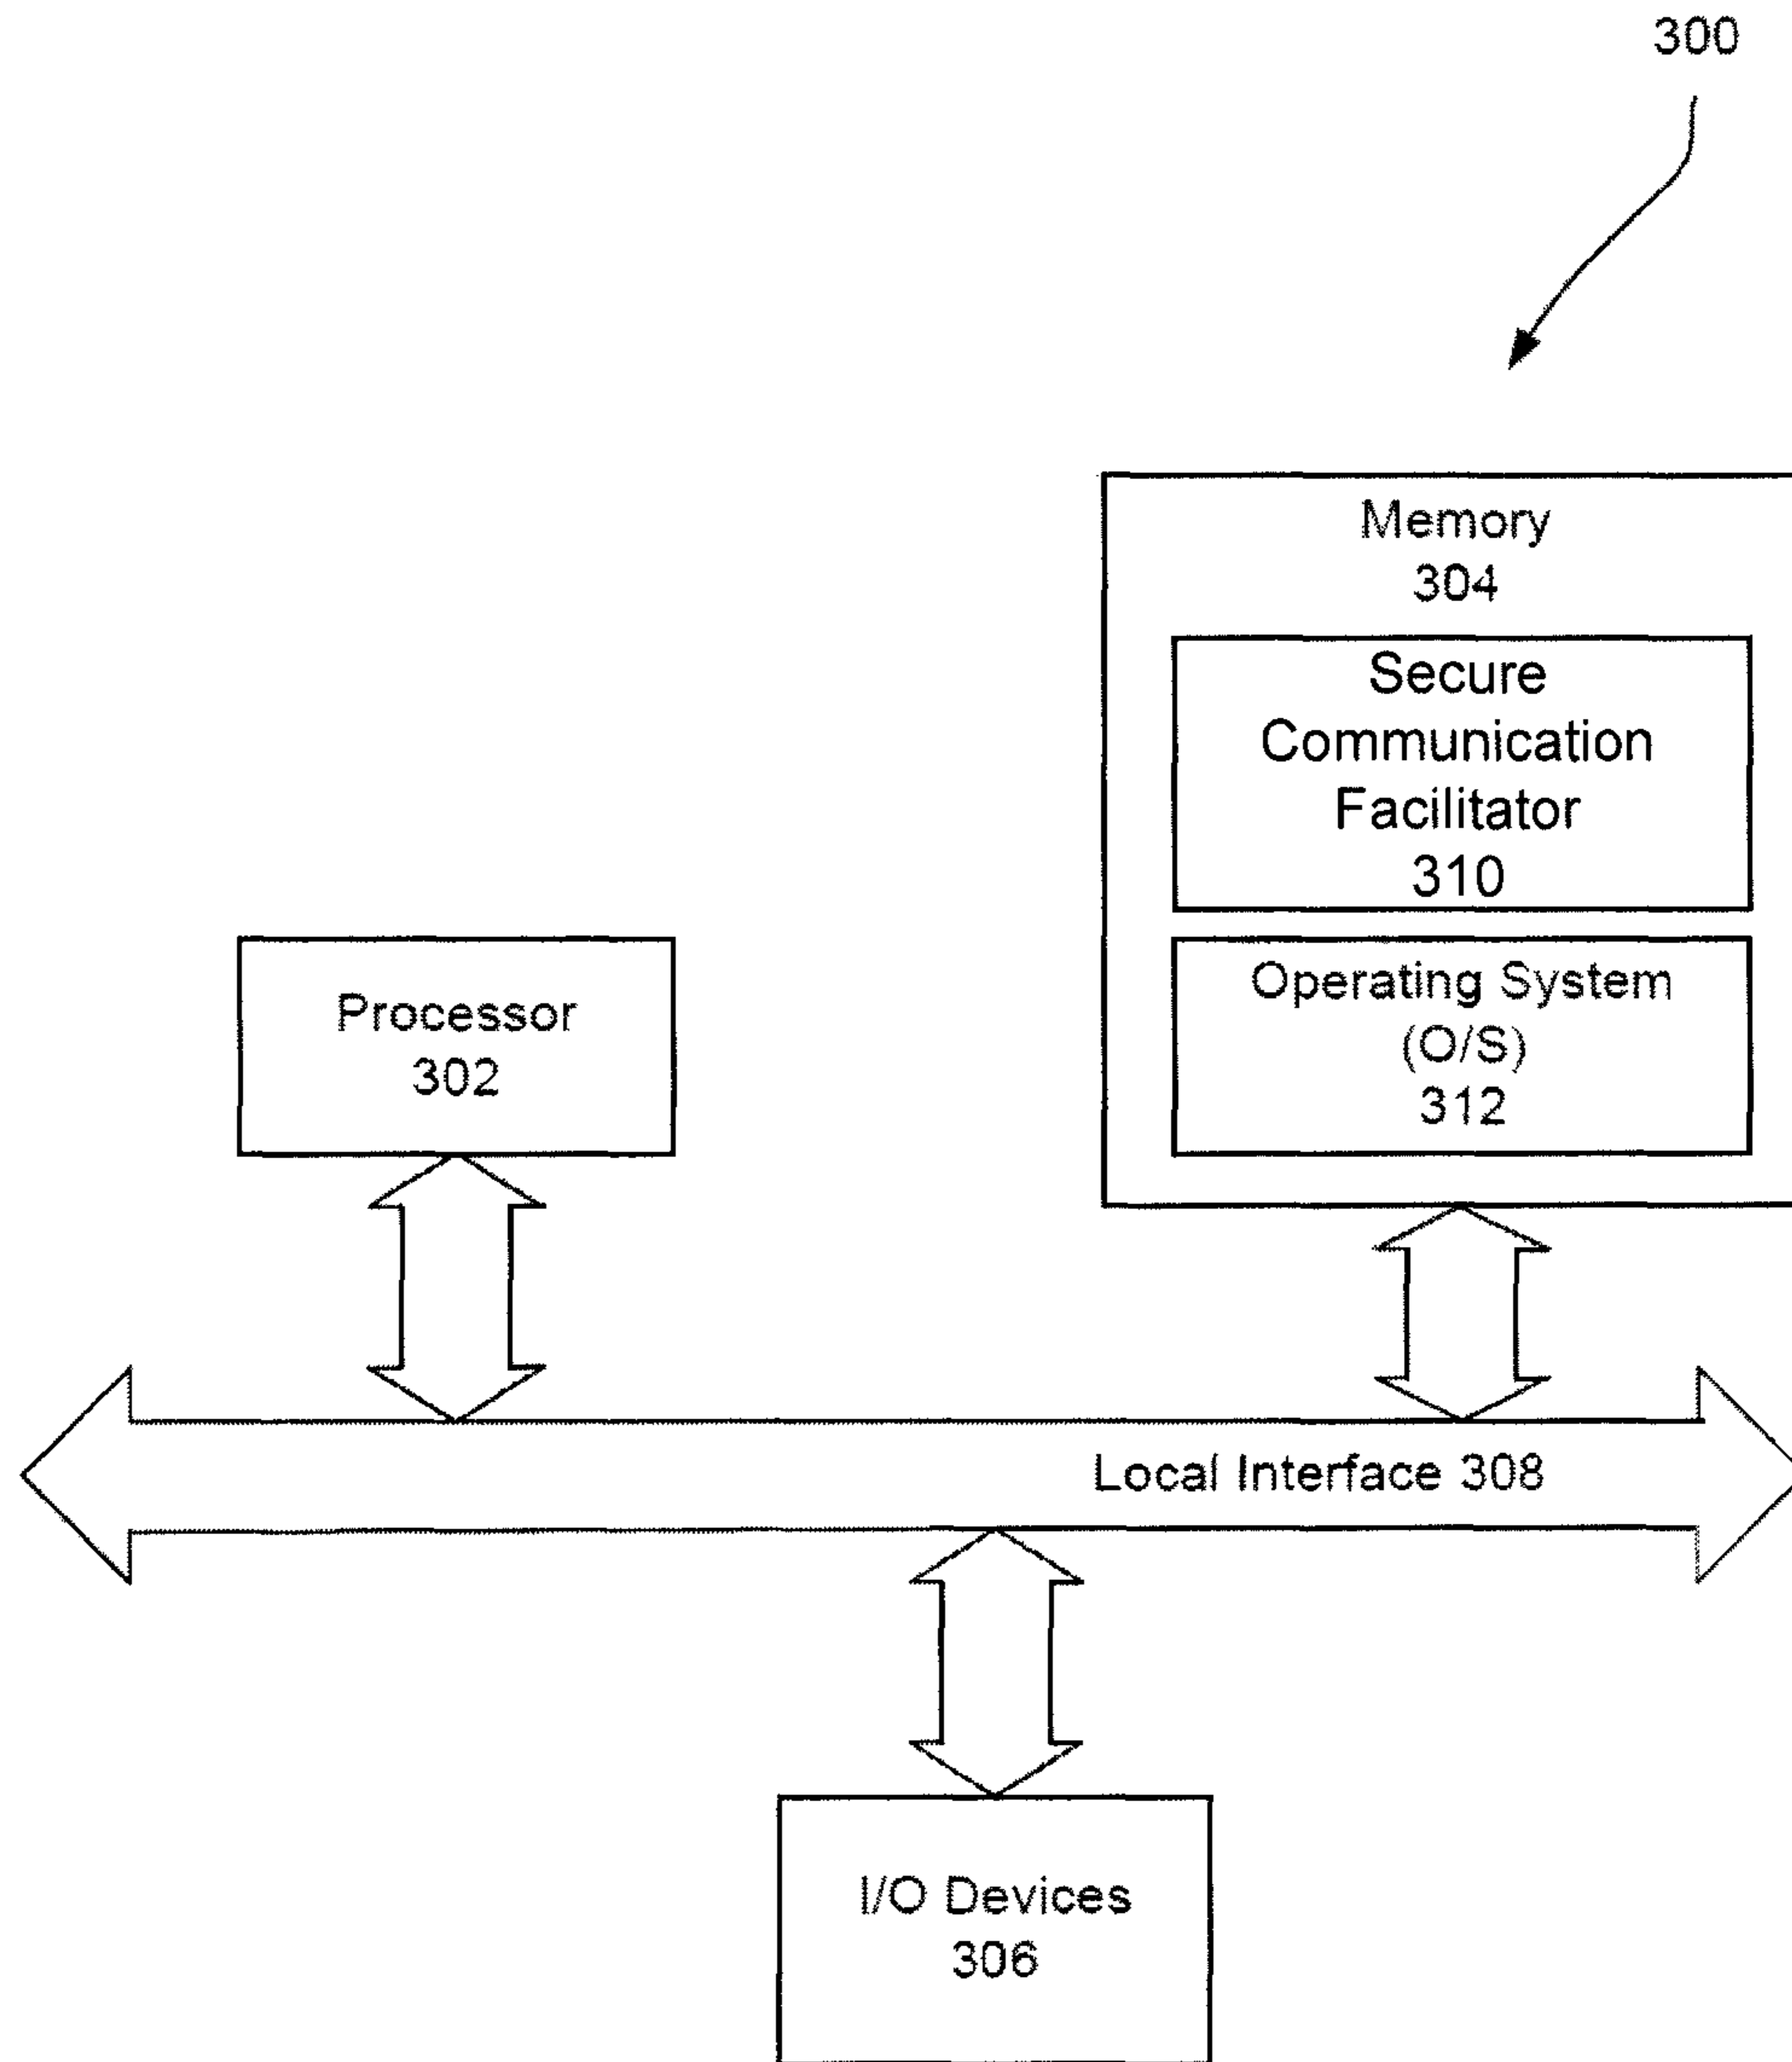 300
Memory
304
Secure
Communication
Facilitator
310
Processor
302
Operating System
(O/S)
312
Local Interface 308
I/O Devices
306